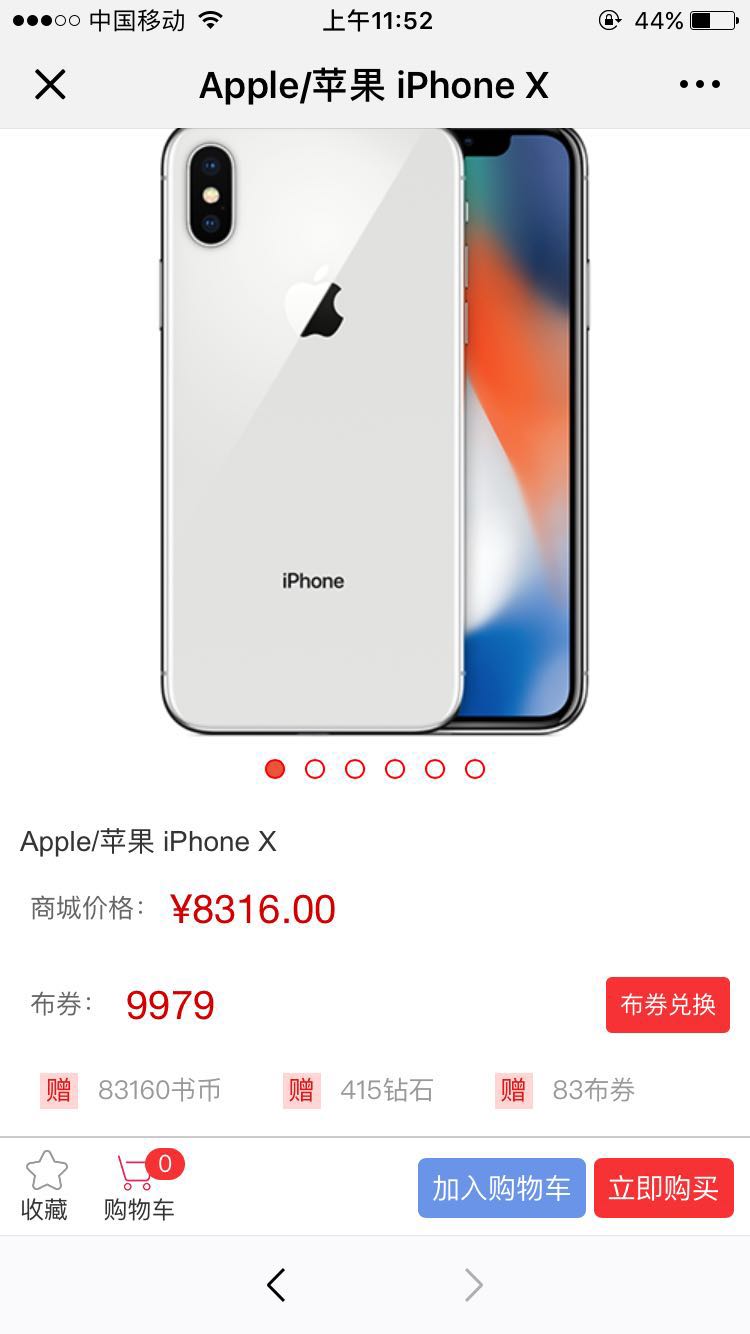 中国移动 上午11:52 44%
Apple/苹果 iPhone X
iPhone
Apple/苹果 iPhone X
商城价格： ¥8316.00
布券： 9979 布券兑换
赠 83160书币 赠 415钻石 赠 83布券
0
收藏 购物车 加入购物车 立即购买